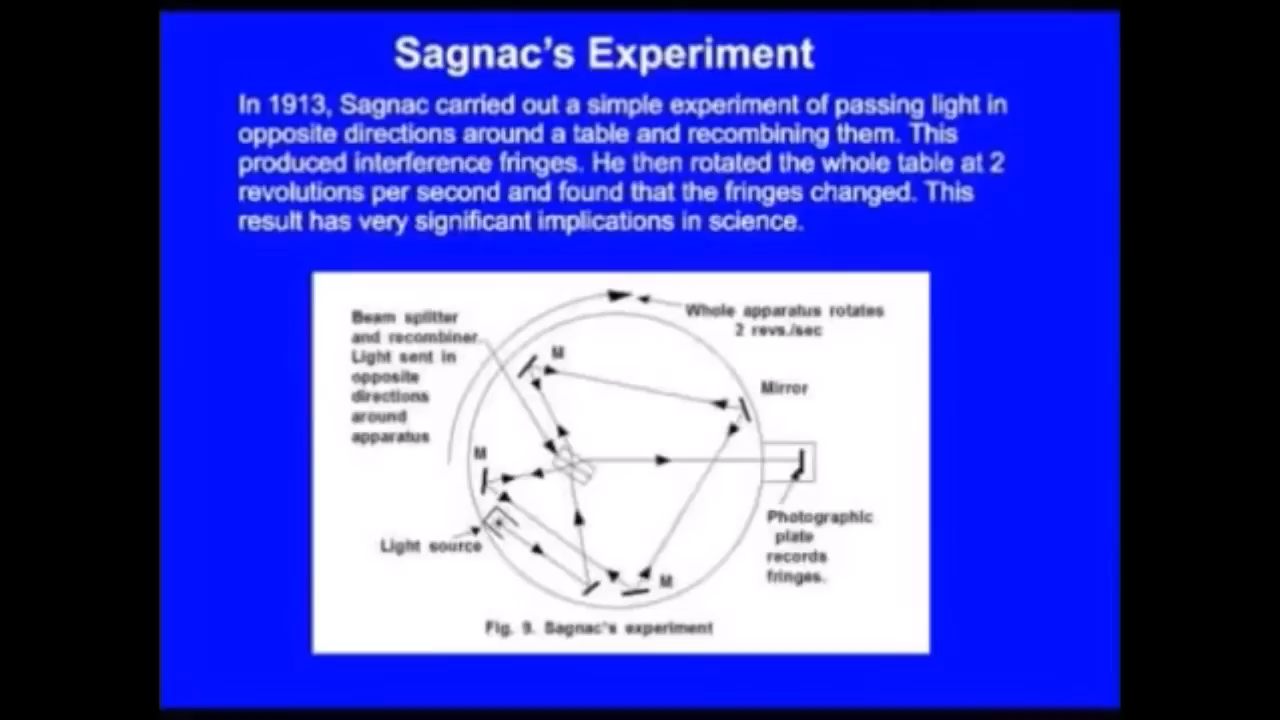 Sagnac's Experiment
In 1913, Sagnac carried out a simple experiment of passing light in
opposite directions around a table and recombining them. This
produced interference fringes. He then rotated the whole table at 2
revolutions per second and found that the fringes changed. This
result has very significant implications in science.
Beam splitter
and recombiner.
Light sent in
opposite
directions
around
apparatus
Whole apparatus rotates
2 revs./sec
M
Mirror
M
Light source
M
Photographic
plate
records
fringes.
Fig. 9. Sagnac's experiment